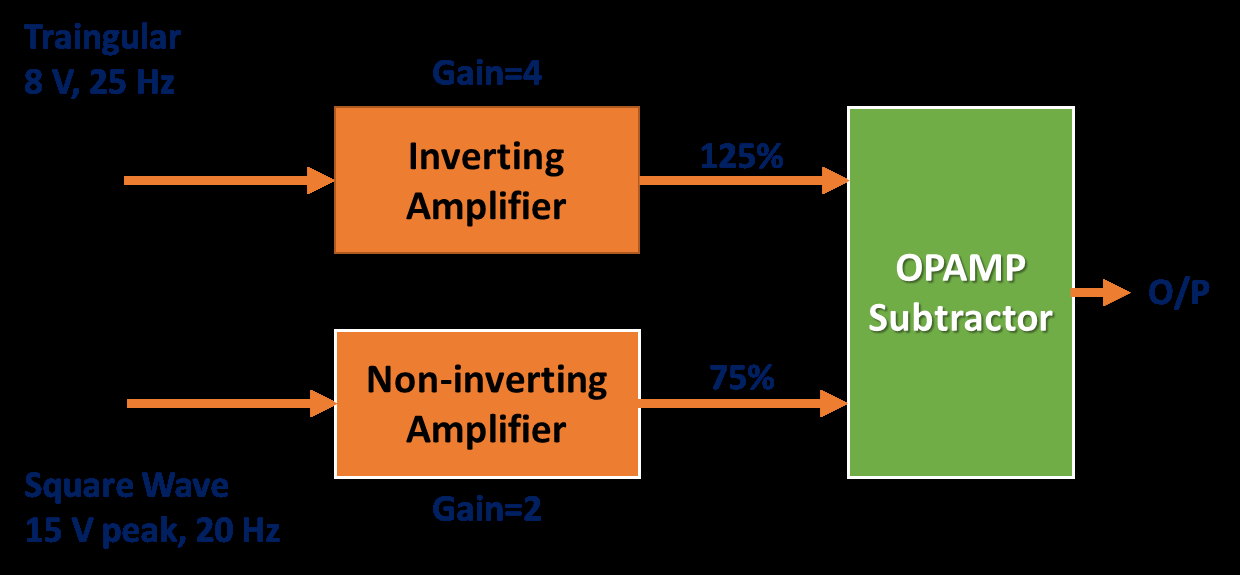 Traingular
8 V, 25 Hz
Gain=4
Inverting
Amplifier
125%
OPAMP
Subtractor
O/P
Non-inverting
Amplifier
75%
Square Wave
15 V peak, 20 Hz
Gain=2